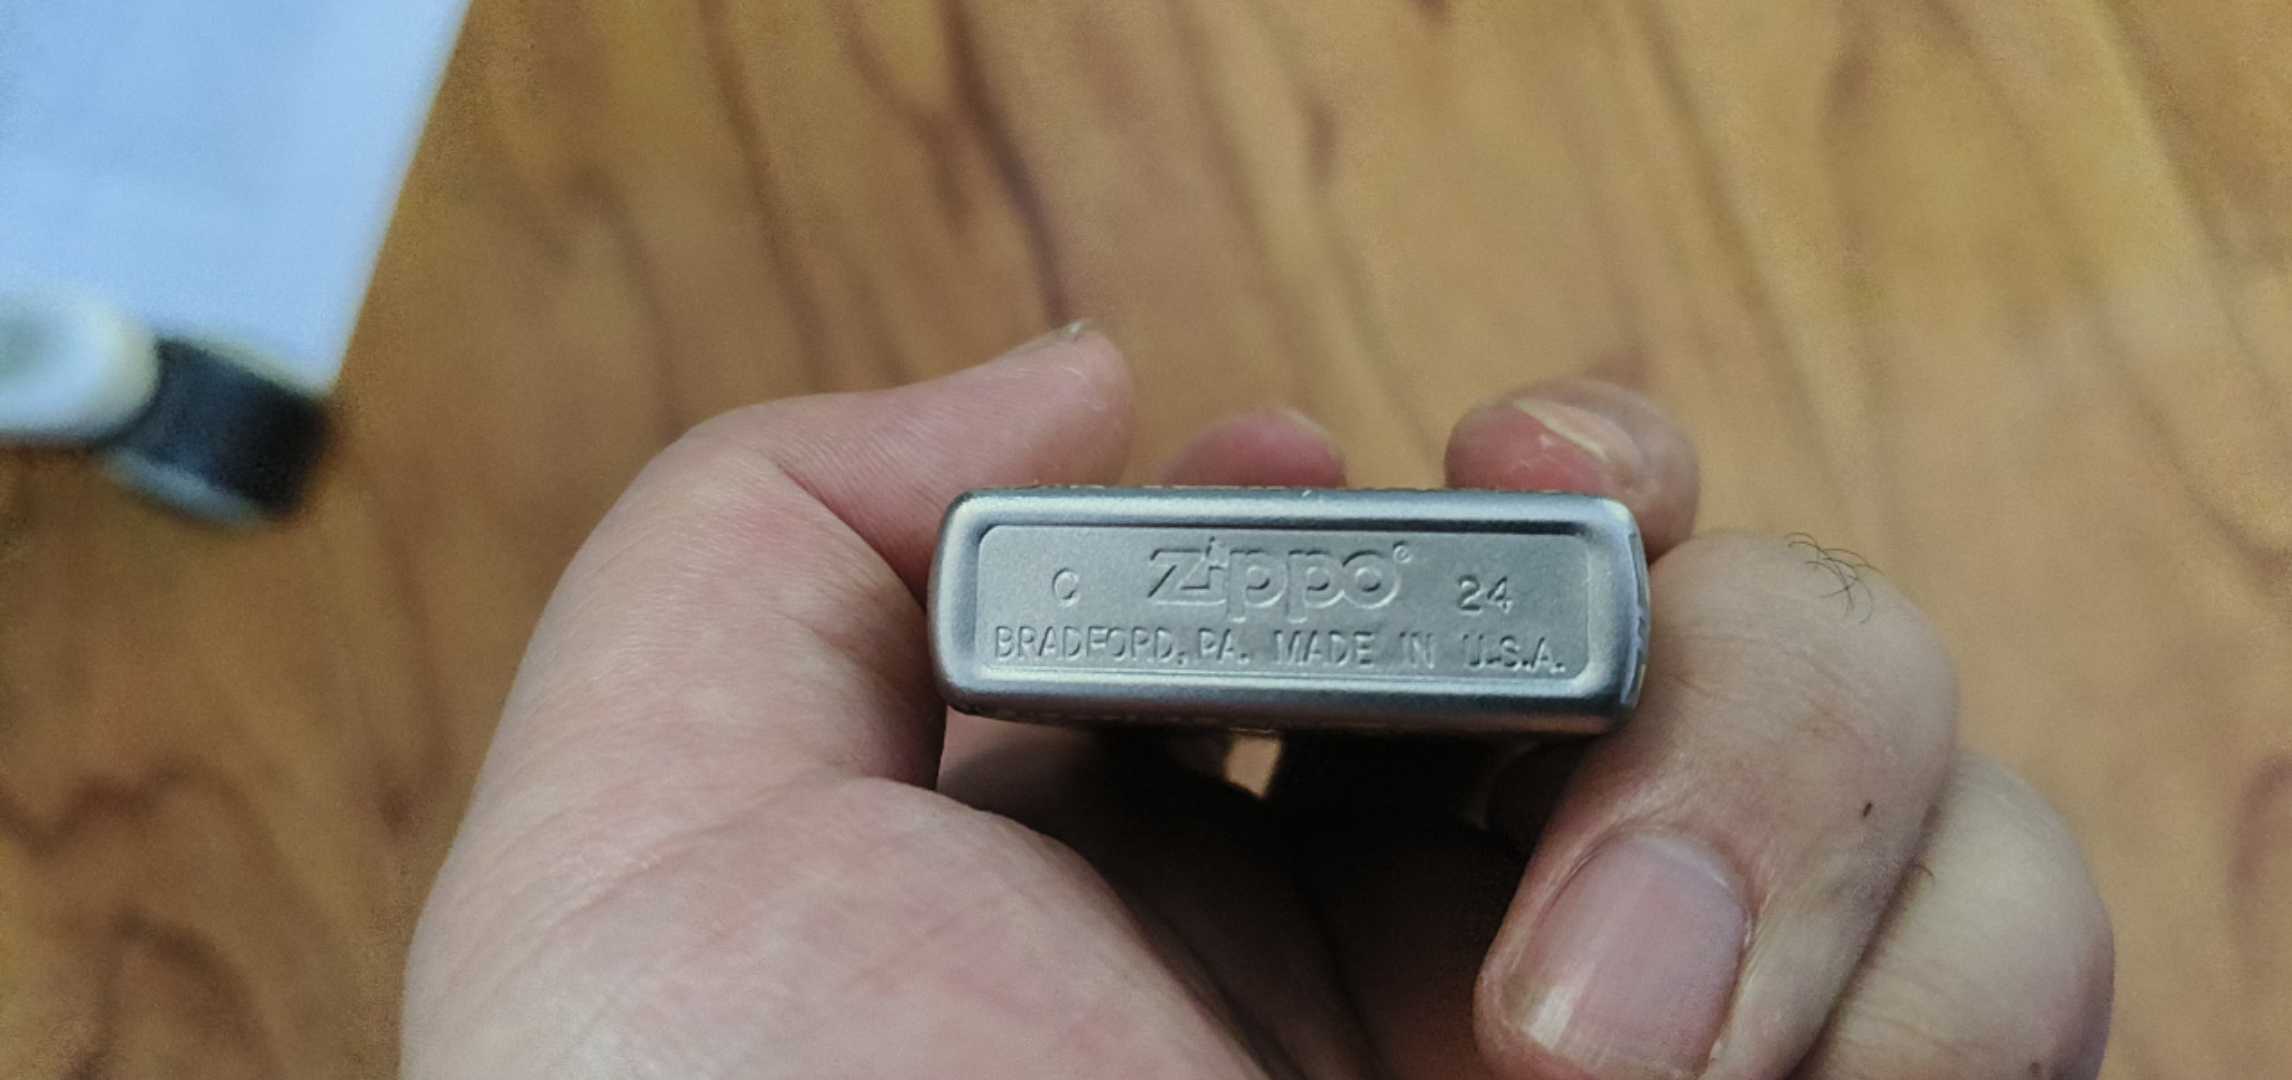 C Zippo® 24
BRADFORD, PA. MADE IN U.S.A.